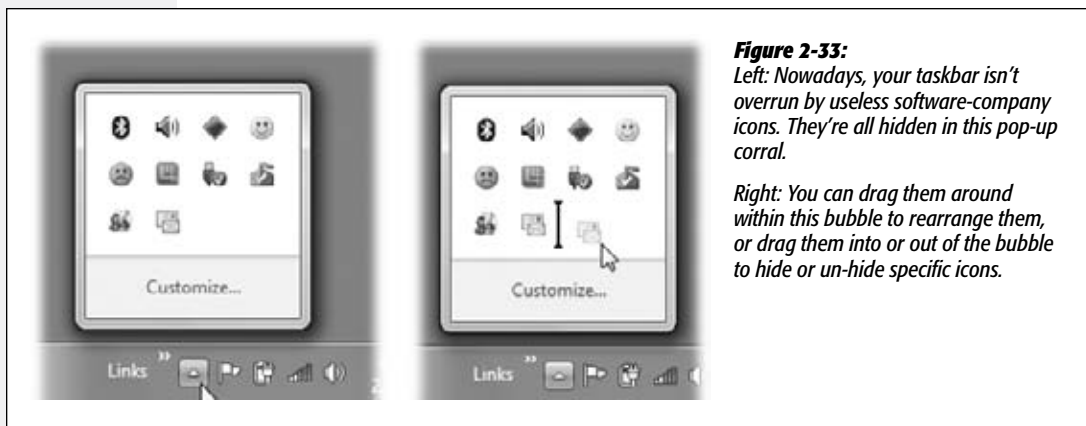 Customize...
Links
Customize...
Links
Figure 2-33:
Left: Nowadays, your taskbar isn't
overrun by useless software-company
icons. They're all hidden in this pop-up
corral.
Right: You can drag them around
within this bubble to rearrange them,
or drag them into or out of the bubble
to hide or un-hide specific icons.